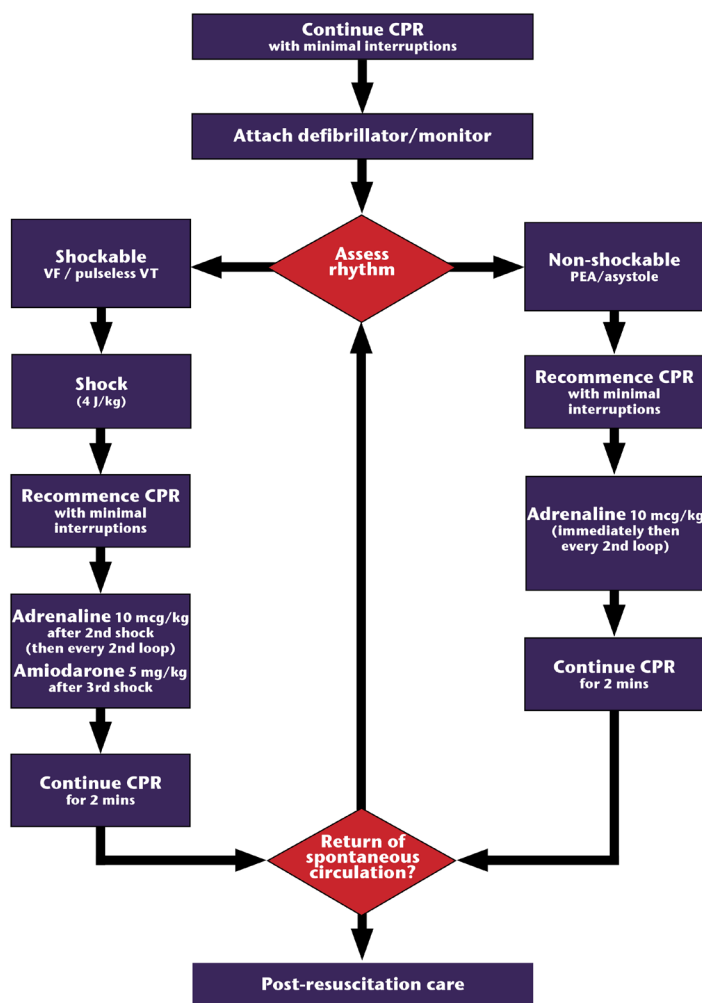 Continue CPR
with minimal interruptions
Attach defibrillator/monitor
Assess
rhythm
Shockable
VF / pulseless VT
Shock
(4 J/kg)
Recommence CPR
with minimal
interruptions
Adrenaline 10 mcg/kg
after 2nd shock
(then every 2nd loop)
Amiodarone 5 mg/kg
after 3rd shock
Continue CPR
for 2 mins
Non-shockable
PEA/asystole
Recommence CPR
with minimal
interruptions
Adrenaline 10 mcg/kg
(immediately then
every 2nd loop)
Continue CPR
for 2 mins
Return of
spontaneous
circulation?
Post-resuscitation care